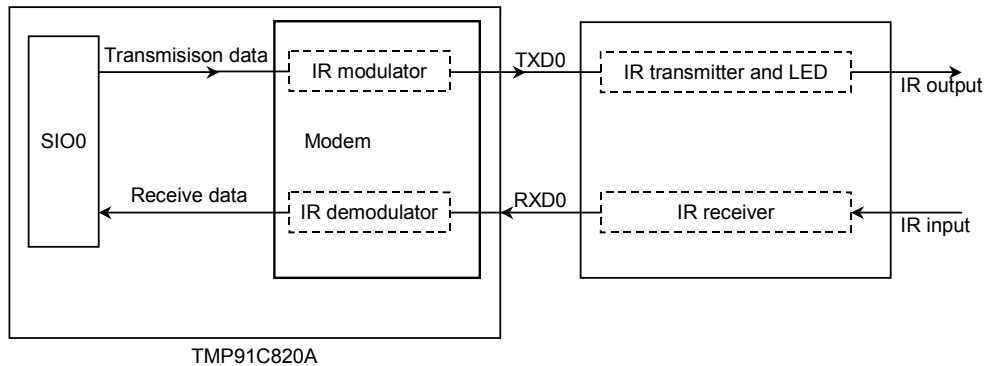 Transmisison data
IR modulator
TXD0
IR transmitter and LED
IR output
SIO0
Modem
Receive data
IR demodulator
RXD0
IR receiver
IR input
TMP91C820A